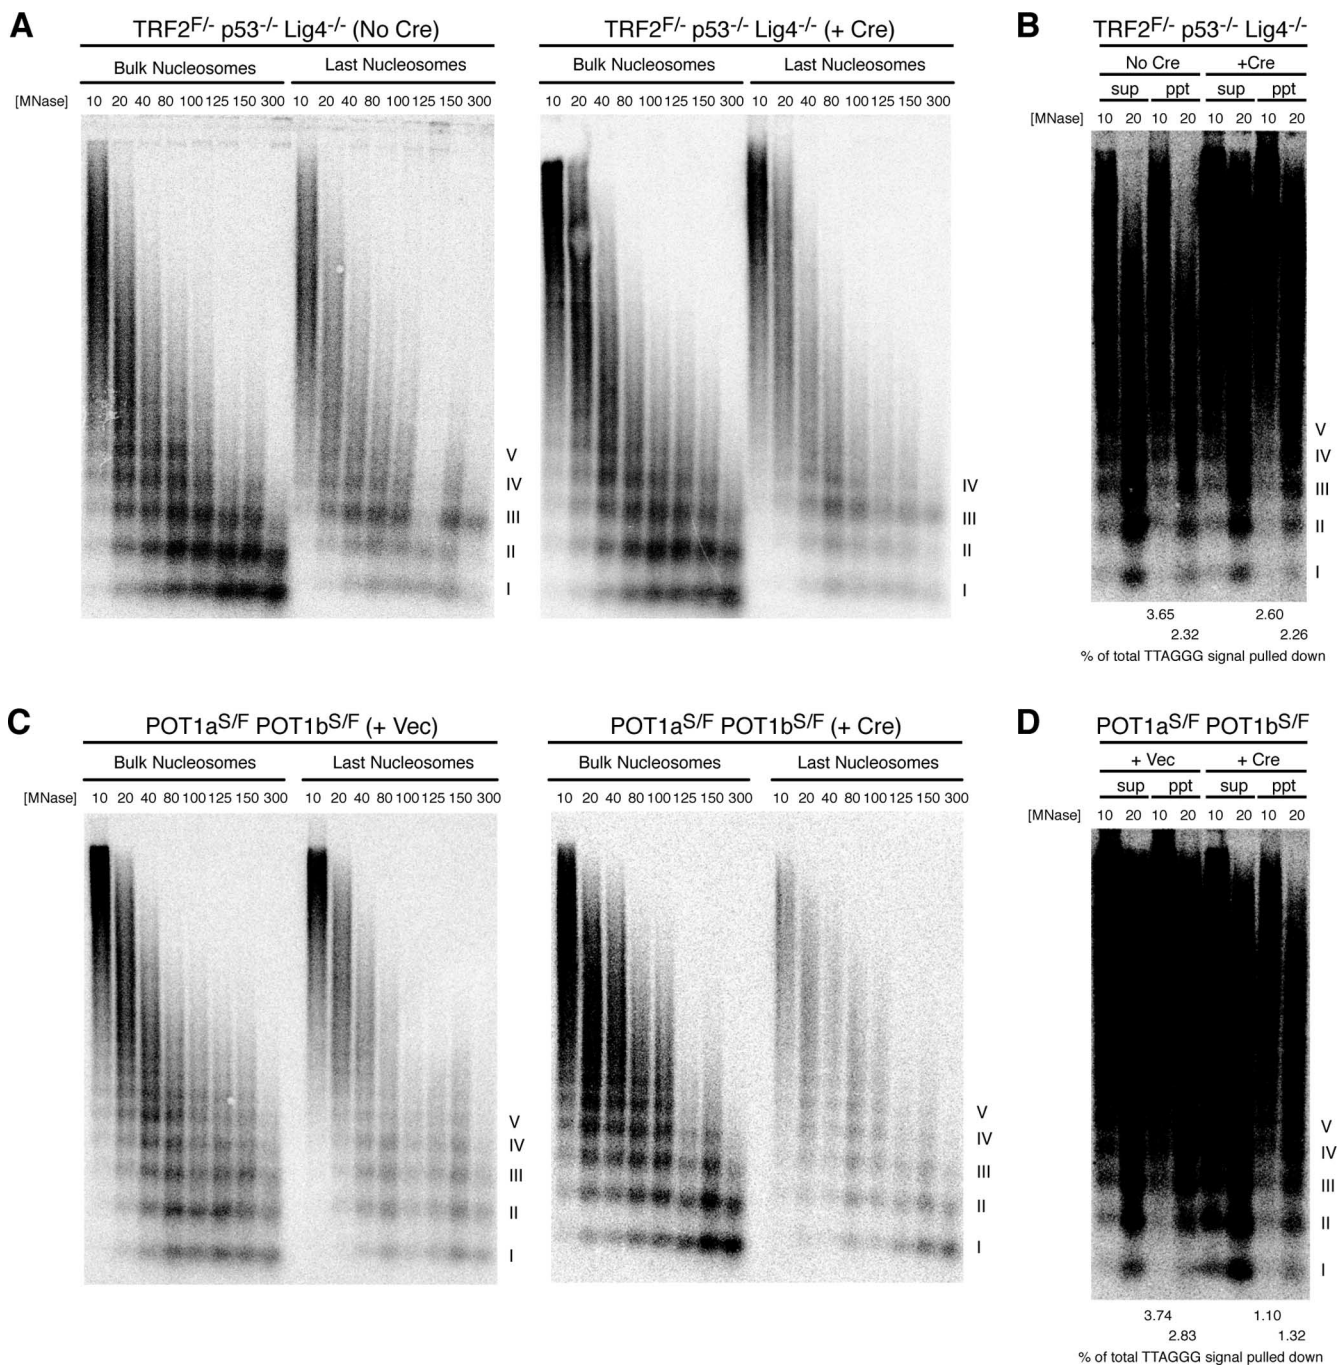 A
TRF2F/- p53-/- Lig4-/- (No Cre)
Bulk Nucleosomes Last Nucleosomes
[MNase] 10 20 40 80 100 125 150 300 10 20 40 80 100 125 150 300
V
IV
III
II
I
TRF2F/- p53-/- Lig4-/- (+ Cre)
Bulk Nucleosomes Last Nucleosomes
10 20 40 80 100 125 150 300 10 20 40 80 100 125 150 300
IV
III
II
I
B
TRF2F/- p53-/- Lig4-/-
No Cre +Cre
sup ppt sup ppt
[MNase] 10 20 10 20 10 20 10 20
V
IV
III
II
I
3.65 2.60
2.32 2.26
% of total TTAGGG signal pulled down
C
POT1aS/F POT1bS/F (+ Vec)
Bulk Nucleosomes Last Nucleosomes
[MNase] 10 20 40 80 100 125 150 300 10 20 40 80 100 125 150 300
V
IV
III
II
I
POT1aS/F POT1bS/F (+ Cre)
Bulk Nucleosomes Last Nucleosomes
10 20 40 80 100 125 150 300 10 20 40 80 100 125 150 300
V
IV
III
II
I
D
POT1aS/F POT1bS/F
+ Vec + Cre
sup ppt sup ppt
[MNase] 10 20 10 20 10 20 10 20
V
IV
III
II
I
3.74 1.10
2.83 1.32
% of total TTAGGG signal pulled down